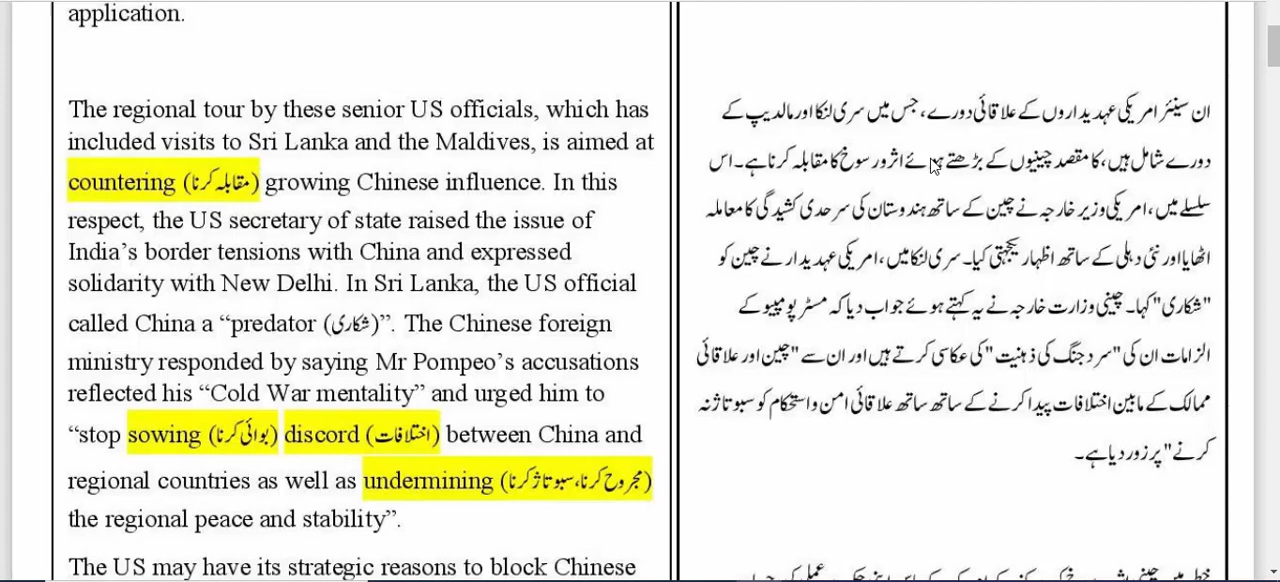 application.
The regional tour by these senior US officials, which has
included visits to Sri Lanka and the Maldives, is aimed at
countering (مقابلہ کرنا) growing Chinese influence. In this
respect, the US secretary of state raised the issue of
India’s border tensions with China and expressed
solidarity with New Delhi. In Sri Lanka, the US official
called China a “predator (شکاری)”. The Chinese foreign
ministry responded by saying Mr Pompeo’s accusations
reflected his “Cold War mentality” and urged him to
“stop sowing (بوائی کرنا) discord (اختلافات) between China and
regional countries as well as undermining (مجروح کرنا، سبوتاژ کرنا)
the regional peace and stability”.
The US may have its strategic reasons to block Chinese
ان سینئر امریکی عہدیداروں کے علاقائی دورے، جس میں سری لنکا اور مالدیپ کے
دورے شامل ہیں، کا مقصد چینیوں کے بڑھتے ہوئے اثر ورسوخ کا مقابلہ کرنا ہے۔ اس
سلسلے میں، امریکی وزیر خارجہ نے چین کے ساتھ ہندوستان کی سرحدی کشیدگی کا معاملہ
اٹھایا اور نئی دہلی کے ساتھ اظہار یکجہتی کیا۔ سری لنکا میں، امریکی عہدیدار نے چین کو
"شکاری" کہا۔ چینی وزارت خارجہ نے یہ کہتے ہوئے جواب دیا کہ مسٹر پومپیو کے
الزامات ان کی "سرد جنگ کی ذہنیت" کی عکاسی کرتے ہیں اور ان سے "چین اور علاقائی
ممالک کے مابین اختلافات پیدا کرنے کے ساتھ ساتھ علاقائی امن و استحکام کو سبوتاژ نہ
کرنے" پر زور دیا ہے۔